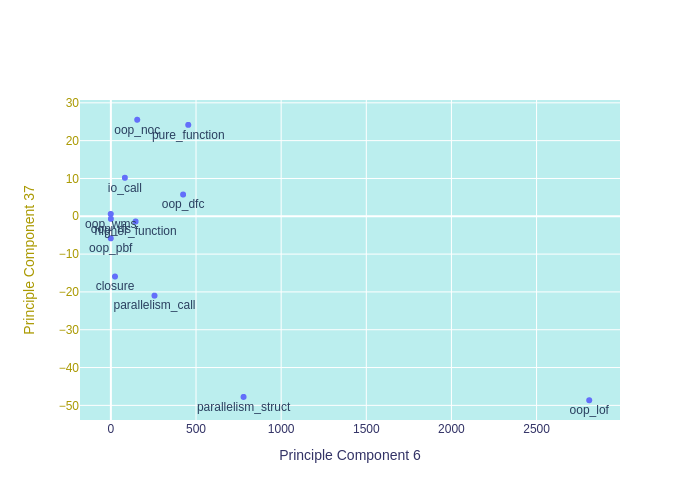 30
20
10
0
−10
−20
−30
−40
−50
Principle Component 37
oop_noc
pure_function
io_call
oop_dfc
oop_wms
higher_function
oop_pbf
closure
parallelism_call
parallelism_struct
oop_lof
0
500
1000
1500
2000
2500
Principle Component 6